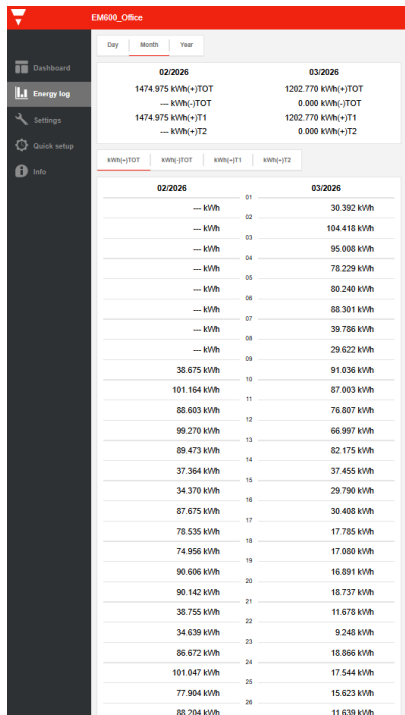 EM600_Office
Day Month Year
Dashboard
Energy log
Settings
Quick setup
Info
02/2026 03/2026
1474.975 kWh(+)TOT 1202.770 kWh(+)TOT
--- kWh(-)TOT 0.000 kWh(-)TOT
1474.975 kWh(+)T1 1202.770 kWh(+)T1
--- kWh(+)T2 0.000 kWh(+)T2
kWh(+)TOT kWh(-)TOT kWh(+)T1 kWh(+)T2
02/2026 03/2026
01
--- kWh 30.392 kWh
02
--- kWh 104.418 kWh
03
--- kWh 95.008 kWh
04
--- kWh 78.229 kWh
05
--- kWh 80.240 kWh
06
--- kWh 88.301 kWh
07
--- kWh 39.786 kWh
08
--- kWh 29.622 kWh
09
38.675 kWh 91.036 kWh
10
101.164 kWh 87.003 kWh
11
88.603 kWh 76.807 kWh
12
99.270 kWh 66.997 kWh
13
89.473 kWh 82.175 kWh
14
37.364 kWh 37.455 kWh
15
34.370 kWh 29.790 kWh
16
87.675 kWh 30.408 kWh
17
78.535 kWh 17.785 kWh
18
74.956 kWh 17.080 kWh
19
90.606 kWh 16.891 kWh
20
90.142 kWh 18.737 kWh
21
38.755 kWh 11.678 kWh
22
34.639 kWh 9.248 kWh
23
86.672 kWh 18.866 kWh
24
101.047 kWh 17.544 kWh
25
77.904 kWh 15.623 kWh
26
88.204 kWh 11.639 kWh